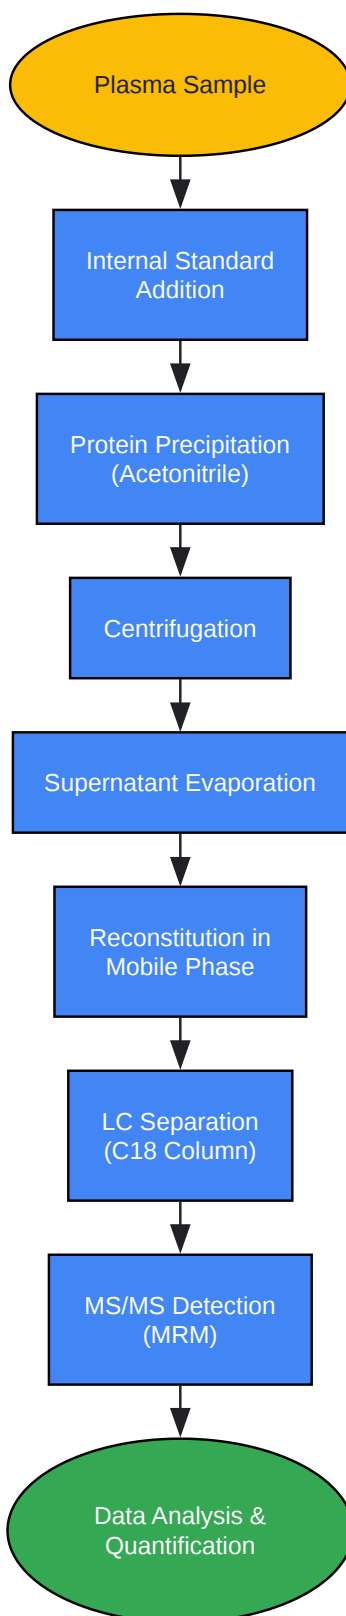 Plasma Sample
Internal Standard
Addition
Protein Precipitation
(Acetonitrile)
Centrifugation
Supernatant Evaporation
Reconstitution in
Mobile Phase
LC Separation
(C18 Column)
MS/MS Detection
(MRM)
Data Analysis &
Quantification